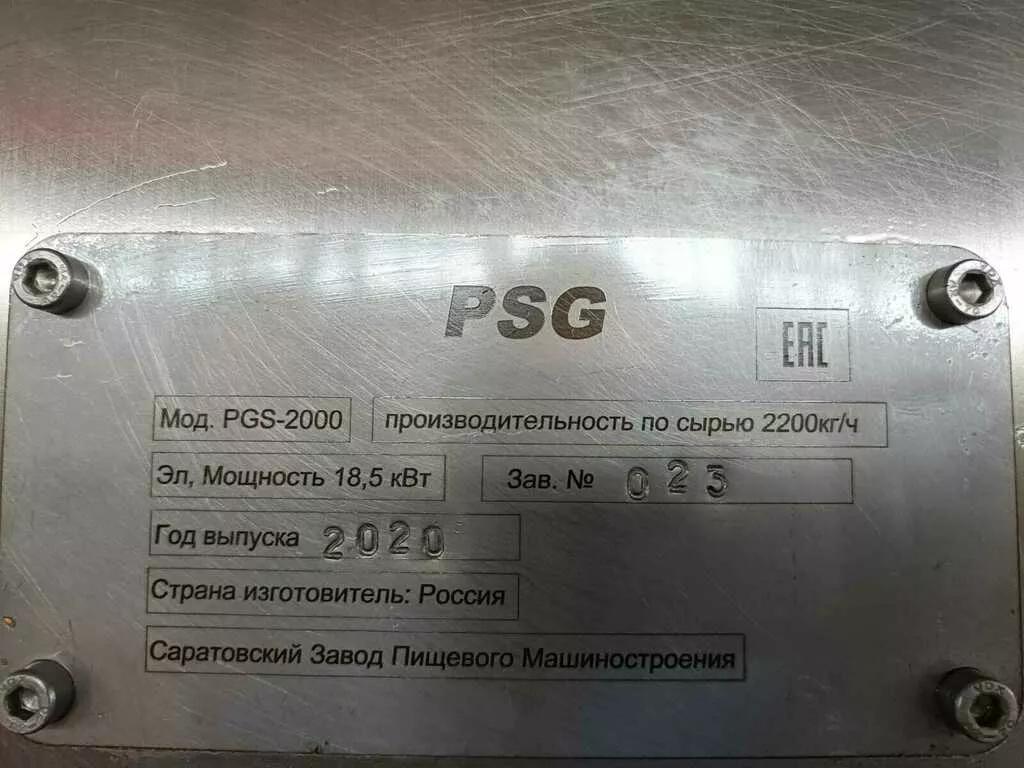 PSG
EAC
Мод. PGS-2000 производительность по сырью 2200кг/ч
Эл, Мощность 18,5 кВт Зав. № 025
Год выпуска 2020
Страна изготовитель: Россия
Саратовский Завод Пищевого Машиностроения